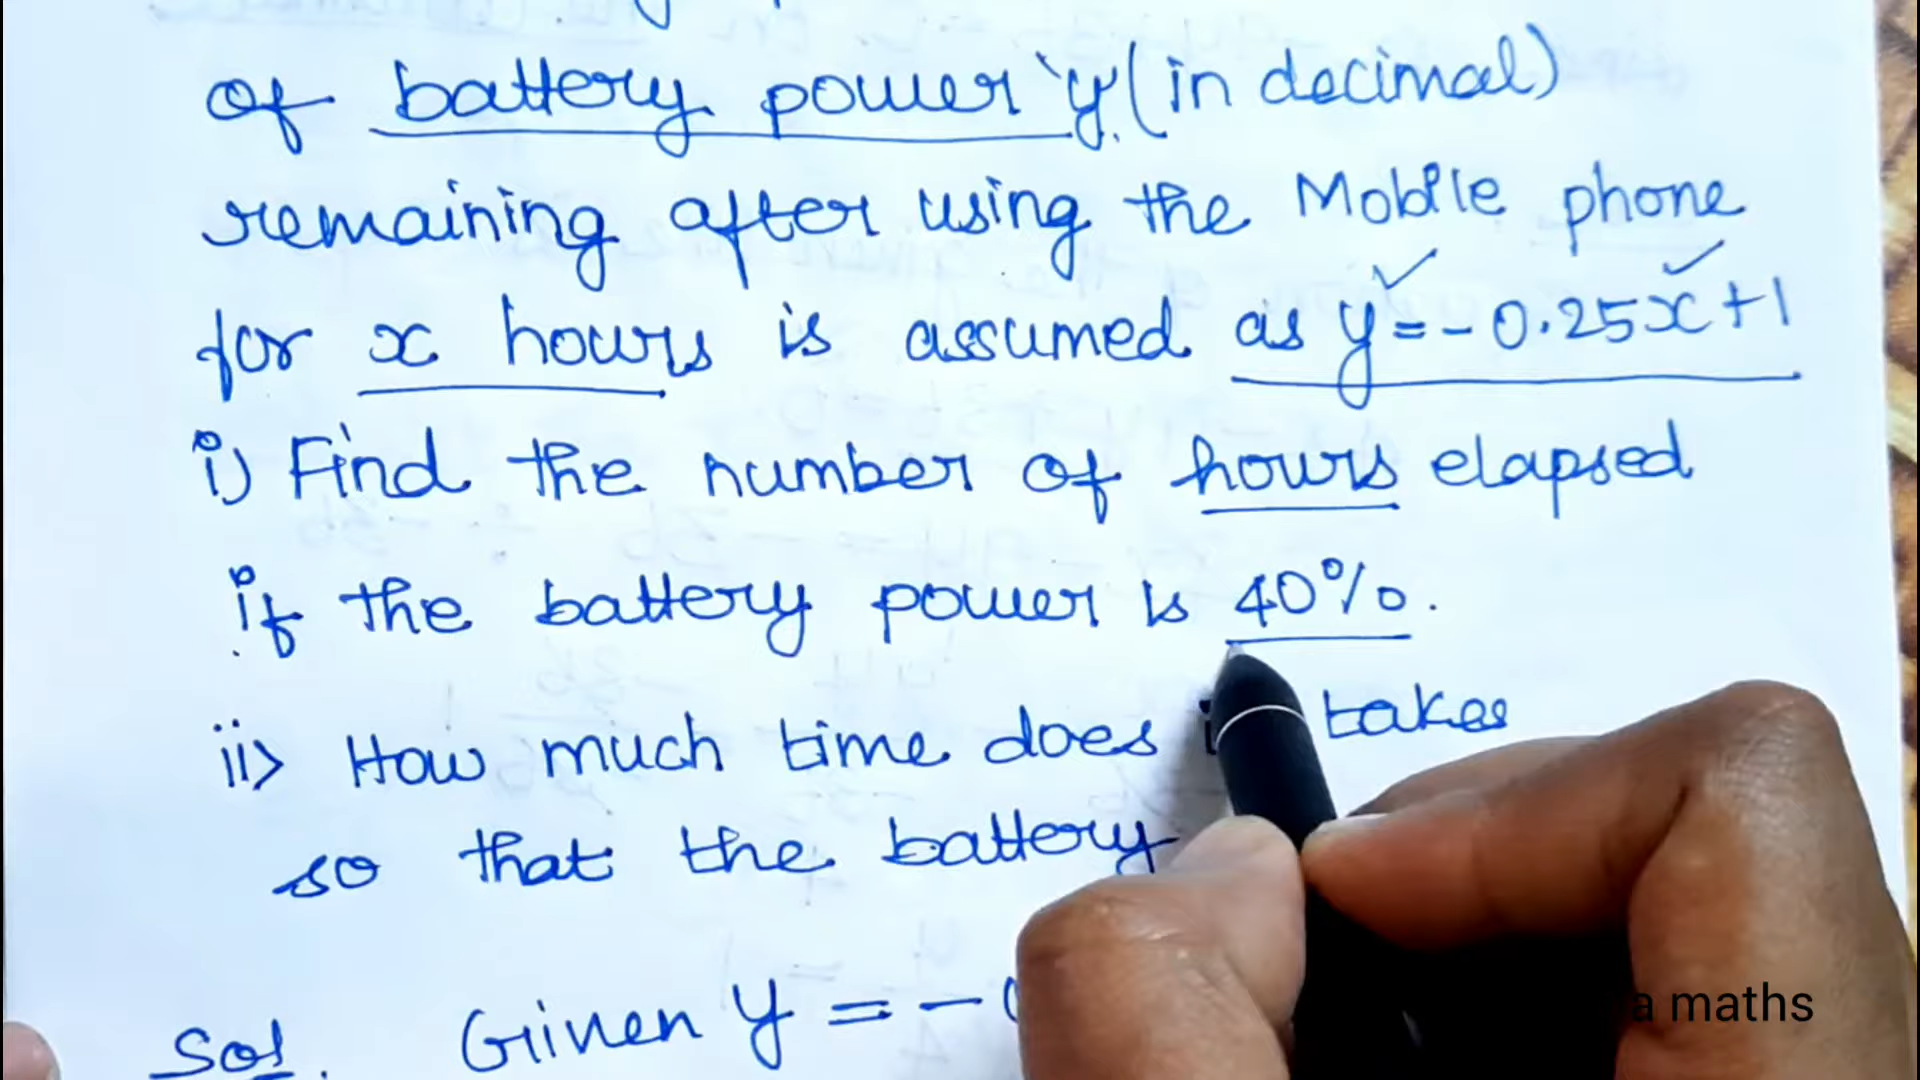 of battery power 'y (in decimal)
remaining after using the Mobile phone
for x hours is assumed as y = - 0.25x + 1
i) Find the number of hours elapsed
if the battery power is 40%.
ii> How much time does takes
so that the battery
Sol. Given y = -
a maths